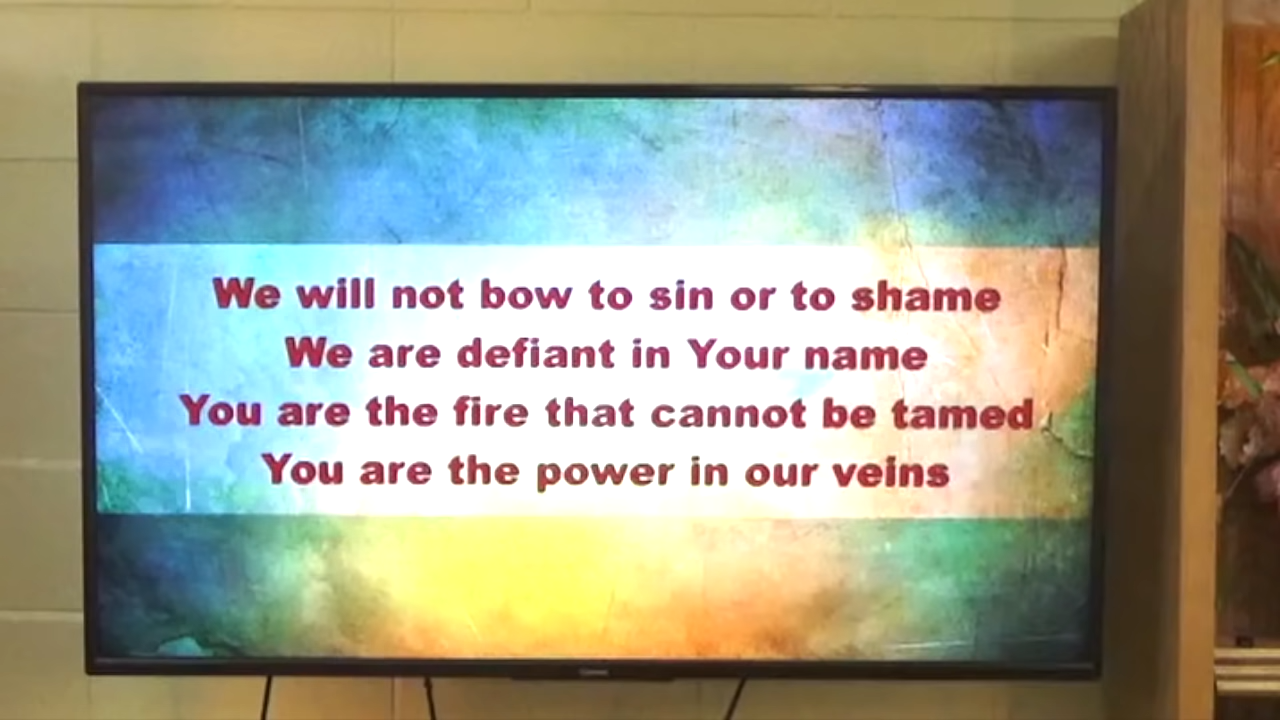 We will not bow to sin or to shame
We are defiant in Your name
You are the fire that cannot be tamed
You are the power in our veins